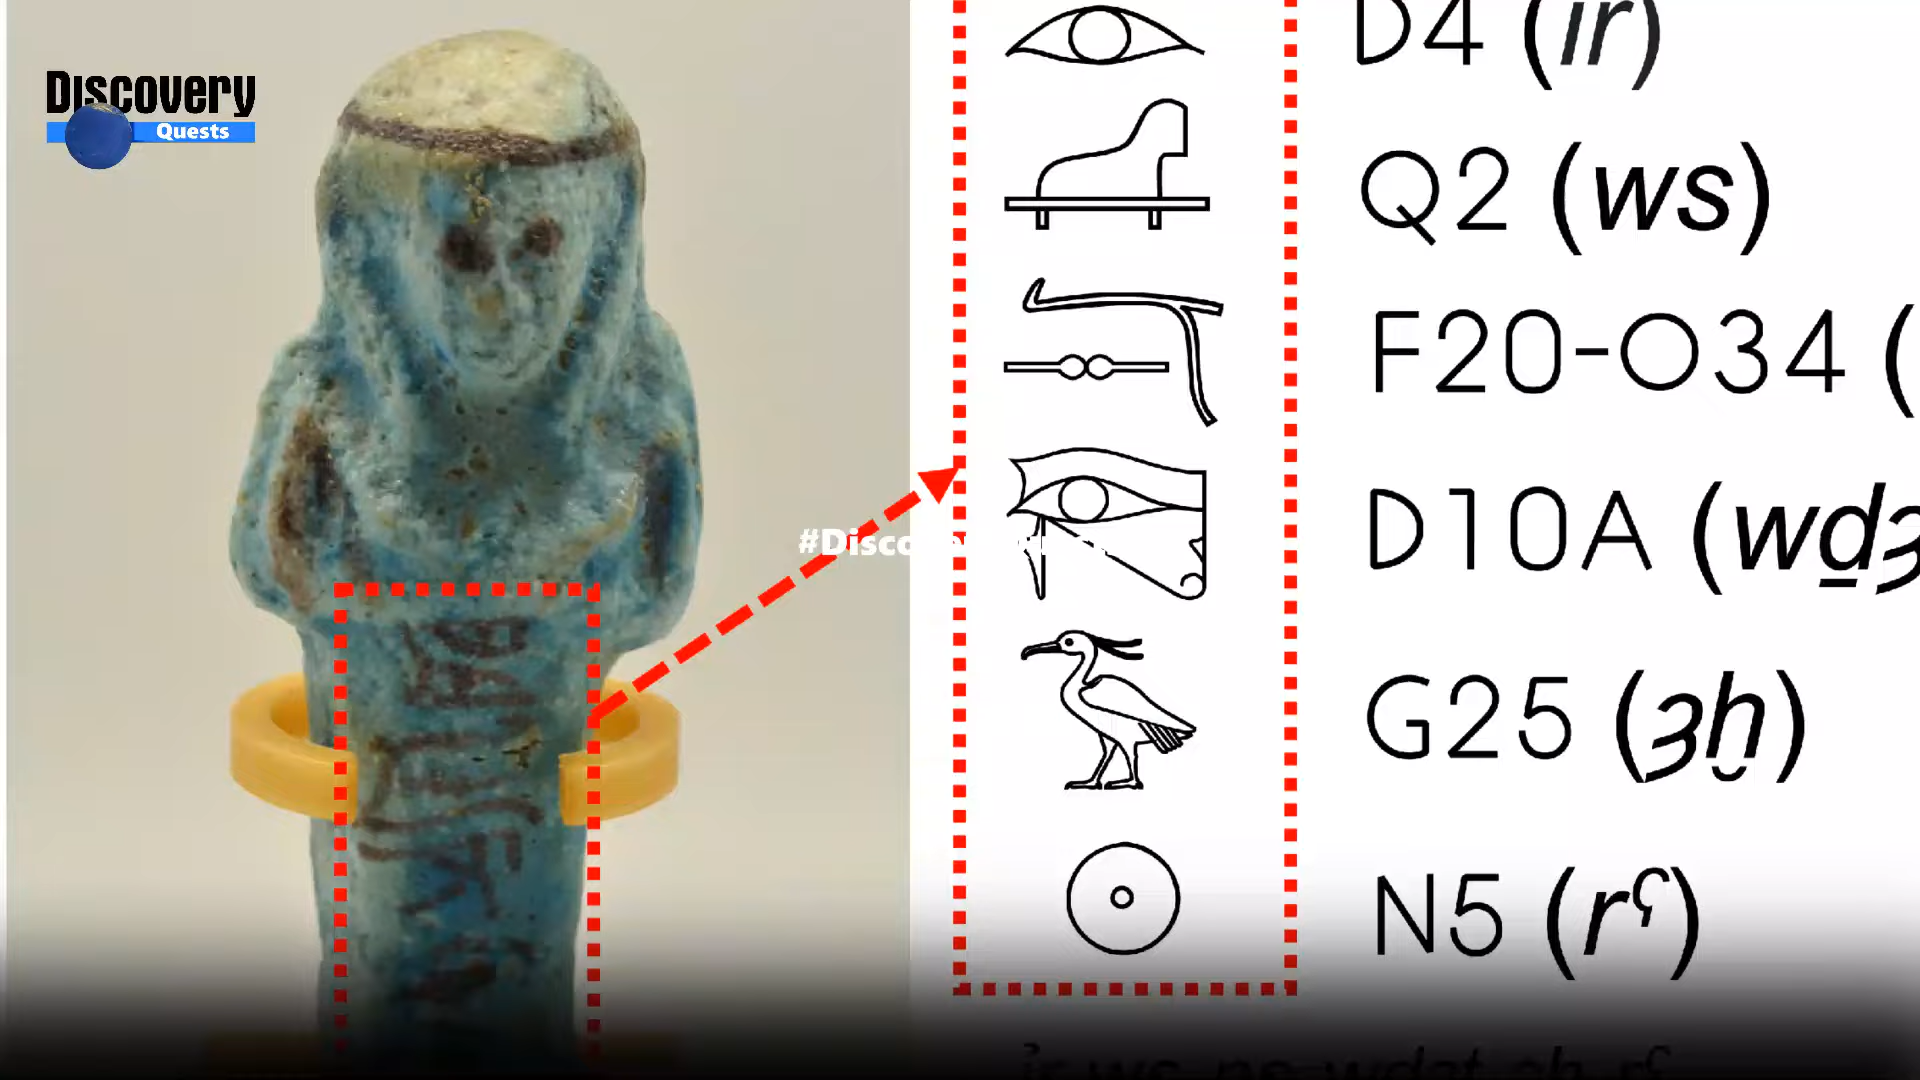 Discovery
Quests
D4 (ir)
Q2 (ws)
F20-O34 (
D10A (wḏꜣ
G25 (ꜣḫ)
N5 (rꜥ)